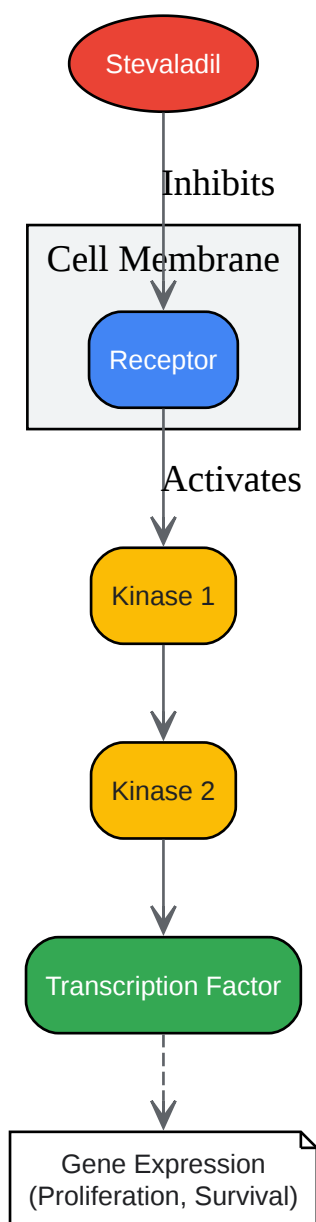 Stevaladil
Inhibits
Cell Membrane
Receptor
Activates
Kinase 1
Kinase 2
Transcription Factor
Gene Expression
(Proliferation, Survival)